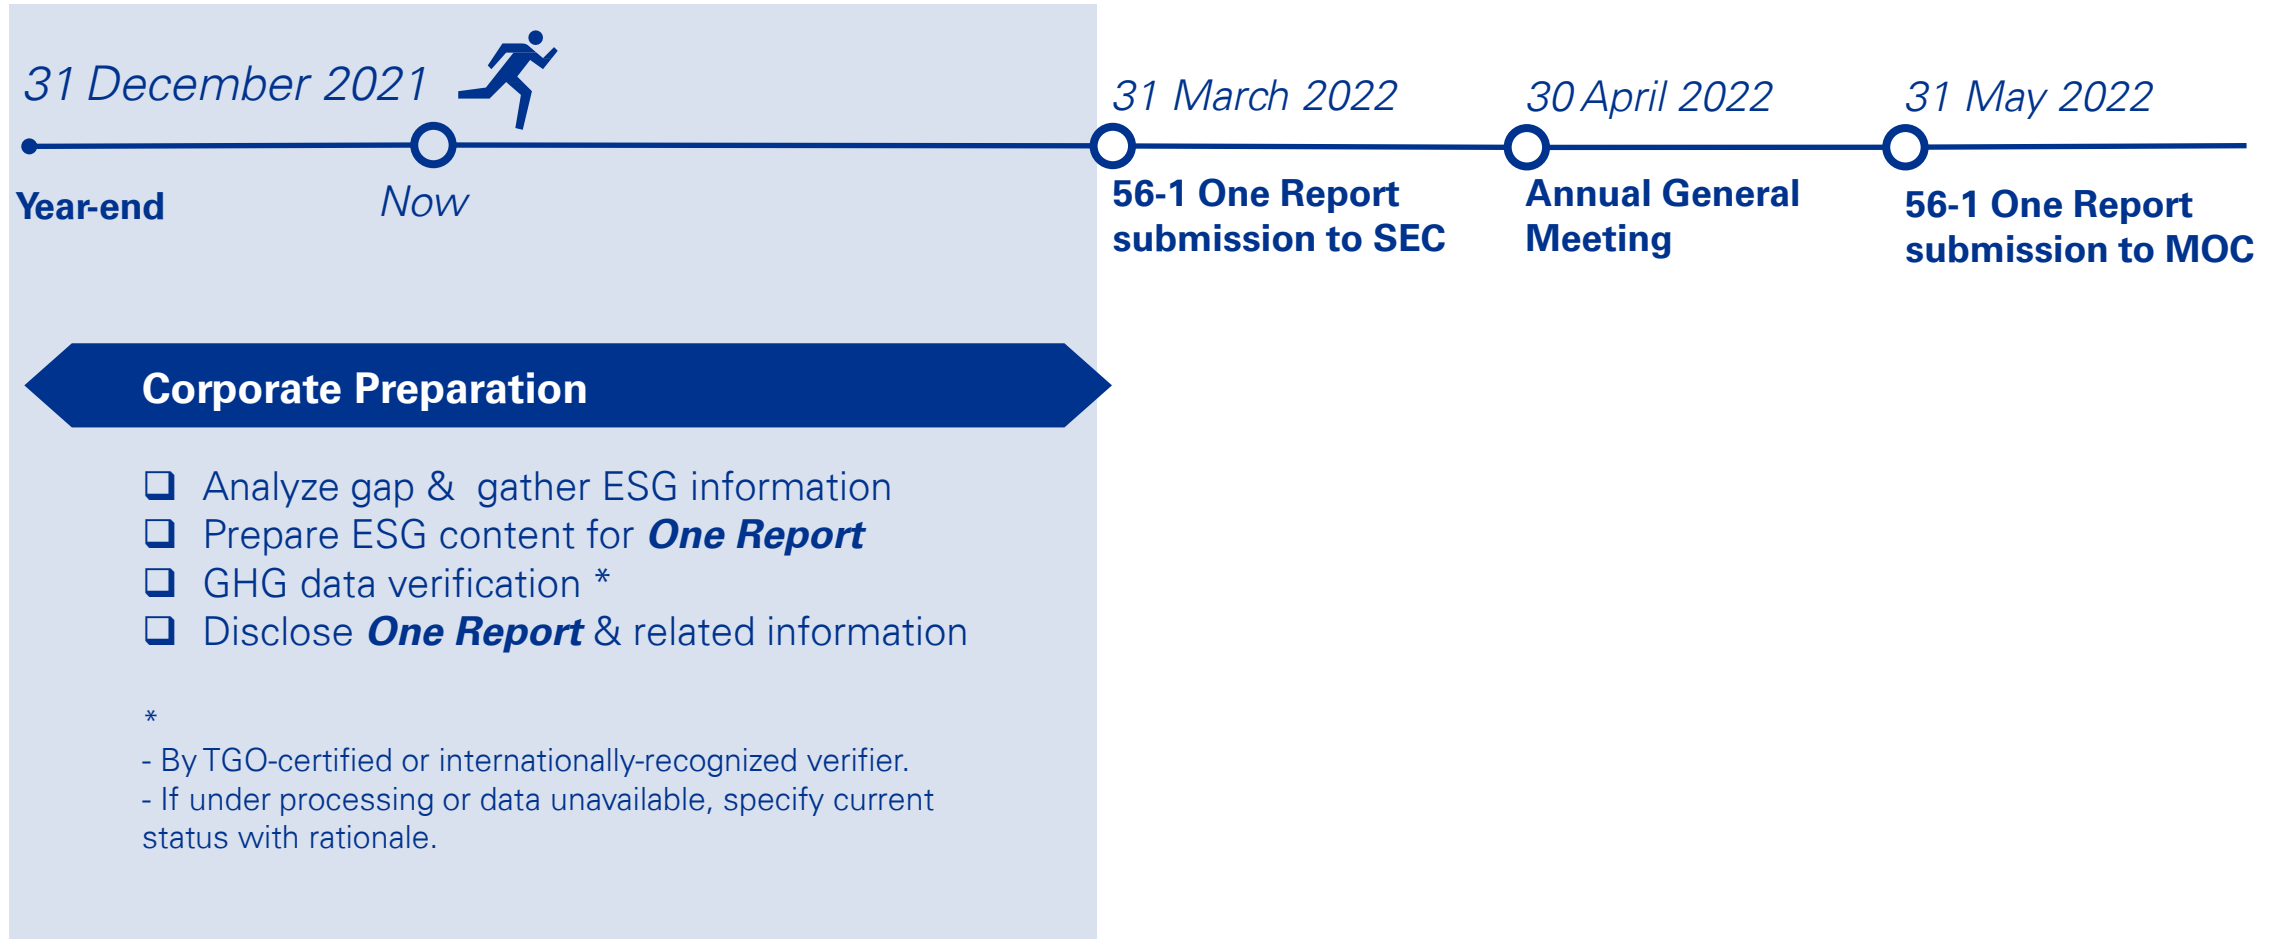 31 December 2021
31 March 2022
30 April 2022
31 May 2022
Year-end
Now
56-1 One Report
submission to SEC
Annual General
Meeting
56-1 One Report
submission to MOC
Corporate Preparation
❑ Analyze gap & gather ESG information
❑ Prepare ESG content for One Report
❑ GHG data verification *
❑ Disclose One Report & related information
*
- By TGO-certified or internationally-recognized verifier.
- If under processing or data unavailable, specify current
status with rationale.